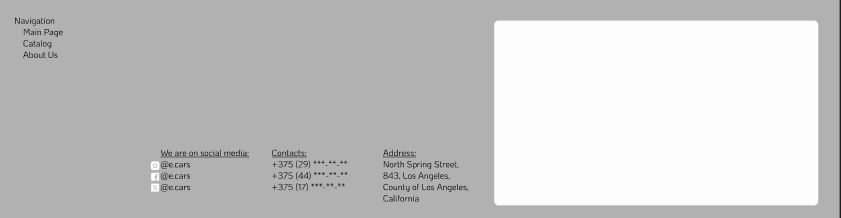 Navigation
Main Page
Catalog
About Us
We are on social media:
@e.cars
@e.cars
@e.cars
Contacts:
+375 (29) ***-**-**
+375 (44) ***-**-**
+375 (17) ***-**-**
Address:
North Spring Street,
843, Los Angeles,
County of Los Angeles,
California